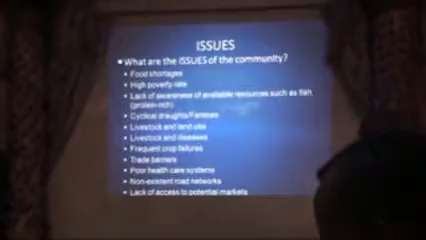 ISSUES
• What are the ISSUES of the community?
• Food shortages
• High poverty rate
• Lack of awareness of available resources such as fish
(protein-rich)
• Cyclical draughts/Famines
• Livestock and land use
• Livestock and diseases
• Frequent crop failures
• Trade barriers
• Poor health care systems
• Non-existent road networks
• Lack of access to potential markets